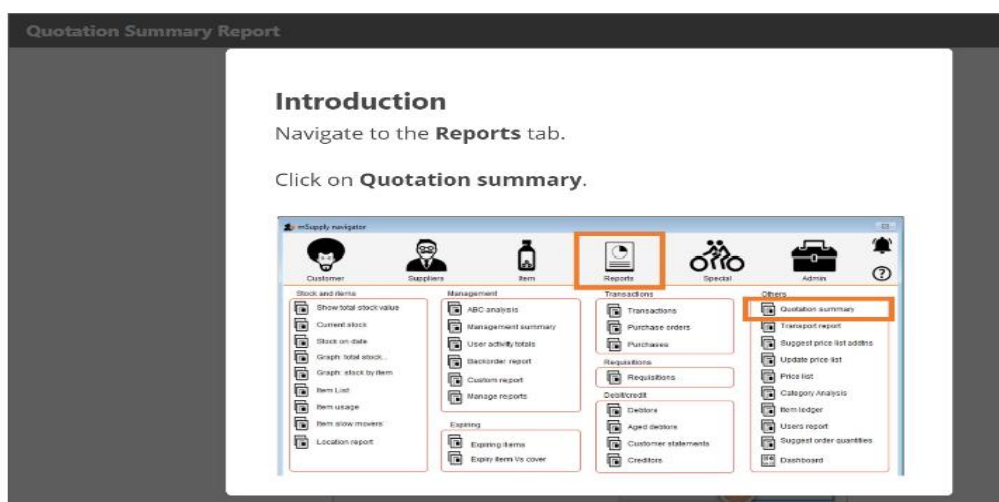 Quotation Summary Report
Introduction
Navigate to the Reports tab.
Click on Quotation summary.
mSupply navigator
Customer
Suppliers
Item
Reports
Special
Admin
Stock and items
Show total stock value
Current stock
Stock on date
Graph: total stock...
Graph: stock by item
Item List
Item usage
Item slow movers
Location report
Management
ABC analysis
Management summary
User activity totals
Backorder report
Custom report
Manage reports
Expiring
Expiring items
Expiry item Vs cover
Transactions
Transactions
Purchase orders
Purchases
Requisitions
Requisitions
Debit/credit
Debtors
Aged debtors
Customer statements
Creditors
Others
Quotation summary
Transport report
Suggest price list addtns
Update price list
Price list
Category Analysis
Item ledger
Users report
Suggest order quantities
Dashboard